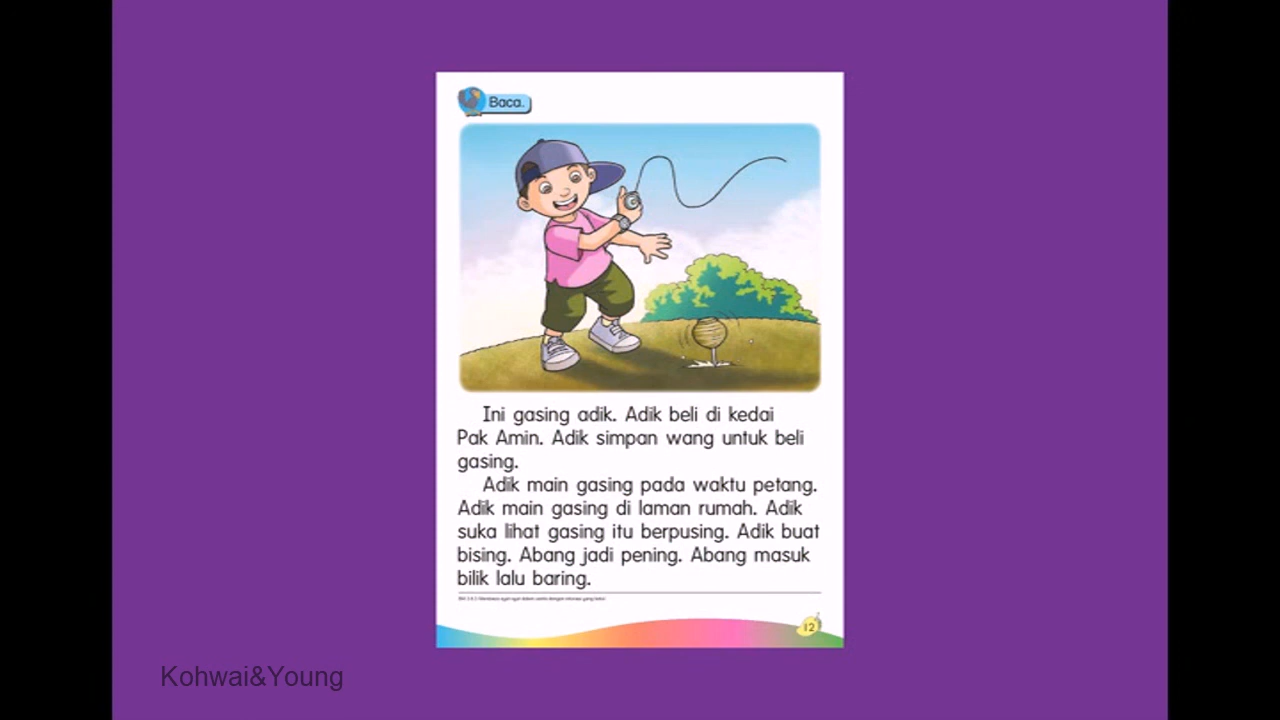 Baca.
Ini gasing adik. Adik beli di kedai
Pak Amin. Adik simpan wang untuk beli
gasing.
Adik main gasing pada waktu petang.
Adik main gasing di laman rumah. Adik
suka lihat gasing itu berpusing. Adik buat
bising. Abang jadi pening. Abang masuk
bilik lalu baring.
12
Kohwai&Young